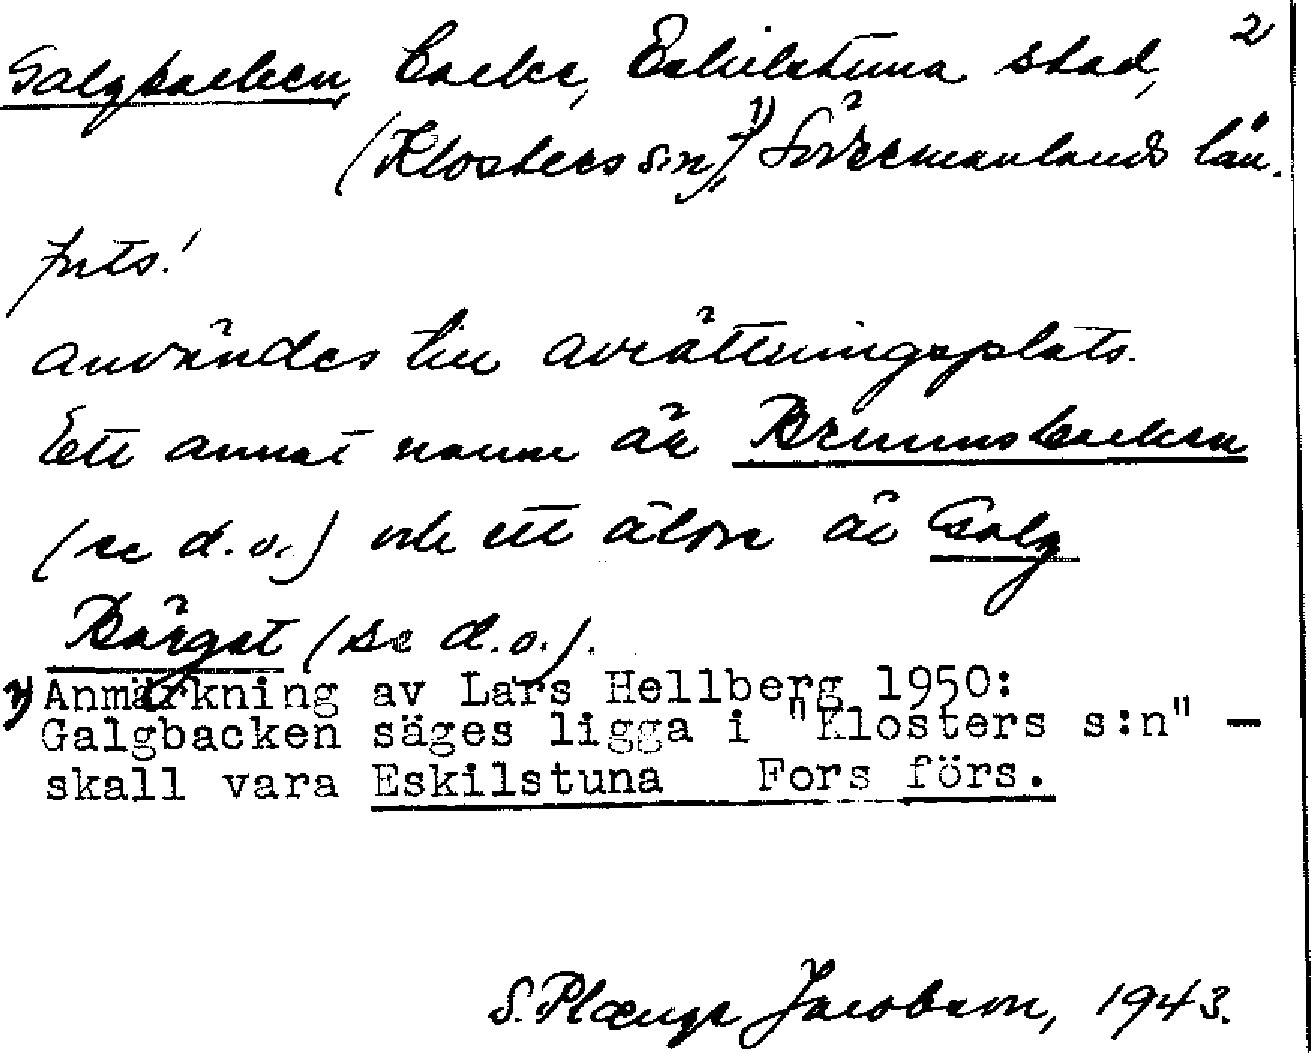 2
Galgbacken, backe, Eskilstuna stad,
(Klosters sn)¹⁾, Södermanlands län.
användes till avrättningsplats.
Ett annat namn är Brunnsbacken
(se d.o.) och ett äldre är Galg
Bärget (se d.o.).
1) Anmärkning av Lars Hellberg 1950:
Galgbacken säges ligga i "Klosters s:n" –
skall vara Eskilstuna Fors förs.
S. Plænge Jacobson, 1943.